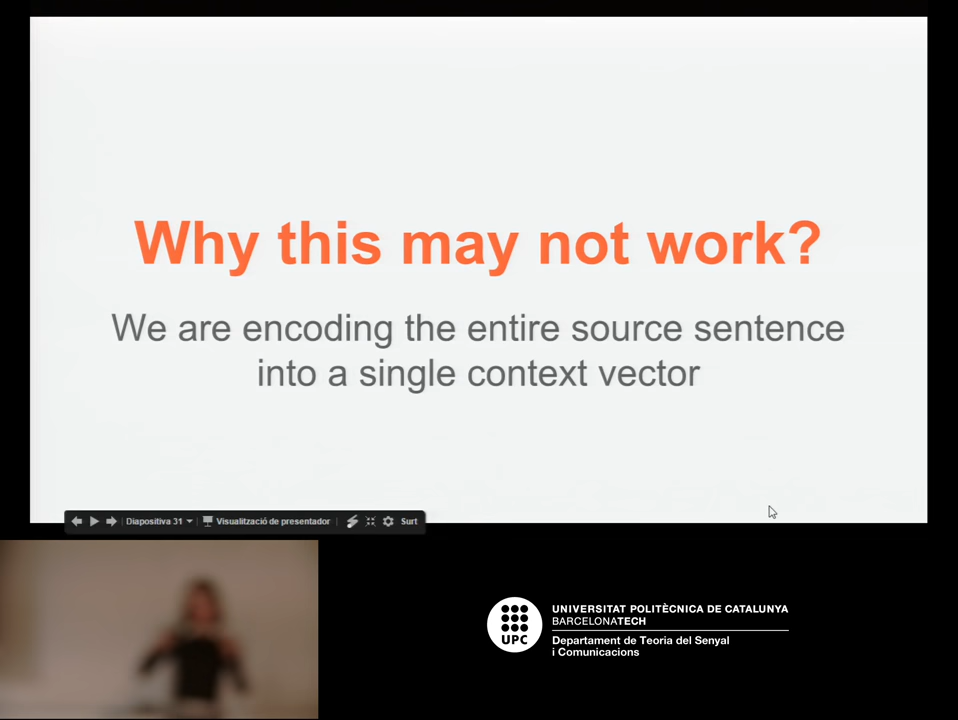 Why this may not work?
We are encoding the entire source sentence
into a single context vector
Diapositiva 31
Visualització de presentador
Surt
UPC
UNIVERSITAT POLITÈCNICA DE CATALUNYA
BARCELONATECH
Departament de Teoria del Senyal
i Comunicacions